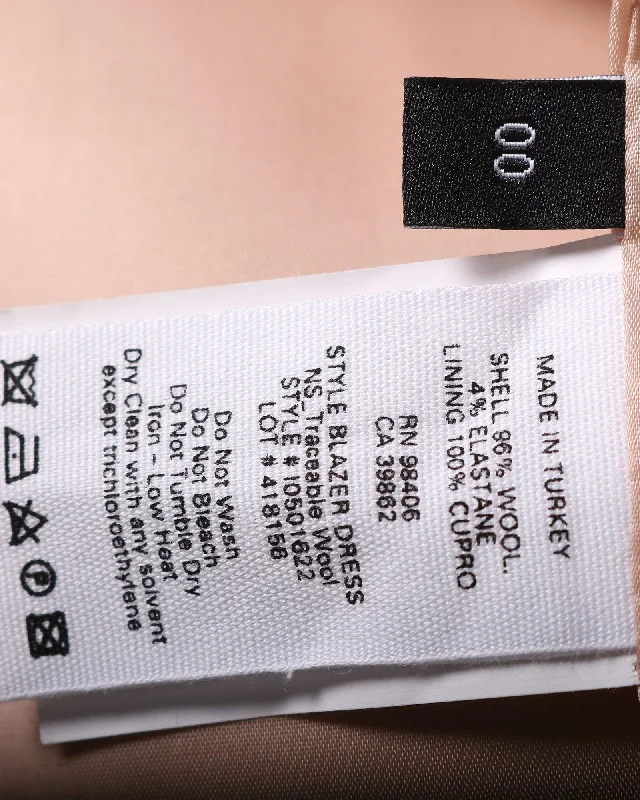 00
MADE IN TURKEY
SHELL 96% WOOL.
4% ELASTANE
LINING 100% CUPRO
RN 98406
CA 39862
STYLE BLAZER DRESS
NS_Traceable Wool
STYLE # 10501622
LOT # 418156
Do Not Wash
Do Not Bleach
Do Not Tumble Dry
Iron - Low Heat
Dry Clean with any solvent
except trichloroethylene
P